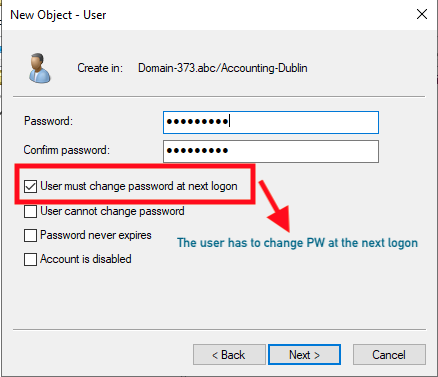 New Object - User
Create in: Domain-373.abc/Accounting-Dublin
Password: •••••••••
Confirm password: •••••••••
User must change password at next logon
User cannot change password
Password never expires
The user has to change PW at the next logon
Account is disabled
< Back Next > Cancel